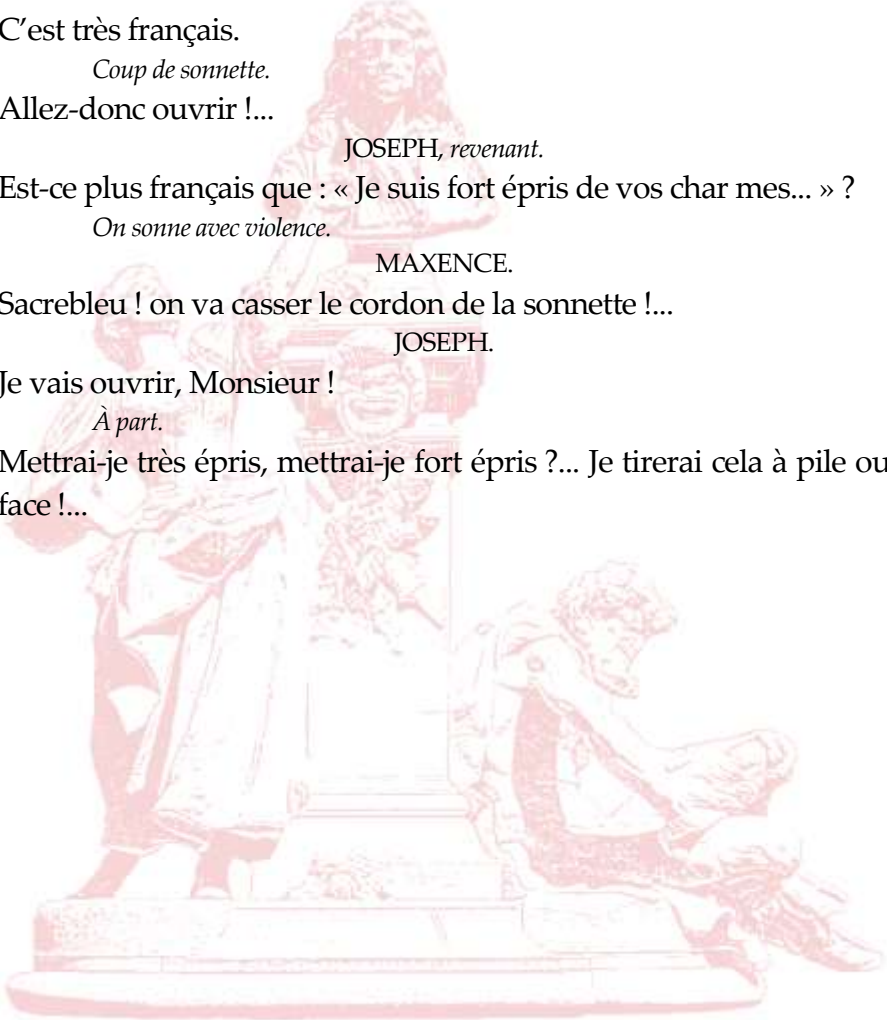 C’est très français.
Coup de sonnette.
Allez-donc ouvrir !...
JOSEPH, revenant.
Est-ce plus français que : « Je suis fort épris de vos char mes... » ?
On sonne avec violence.
MAXENCE.
Sacrebleu ! on va casser le cordon de la sonnette !...
JOSEPH.
Je vais ouvrir, Monsieur !
À part.
Mettrai-je très épris, mettrai-je fort épris ?... Je tirerai cela à pile ou
face !...